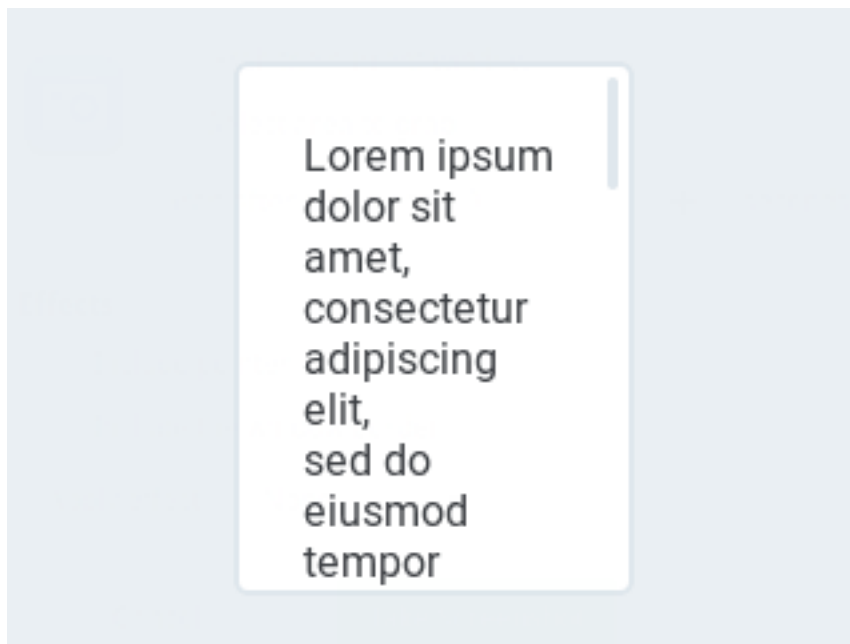 Lorem ipsum
dolor sit
amet,
consectetur
adipiscing
elit,
sed do
eiusmod
tempor